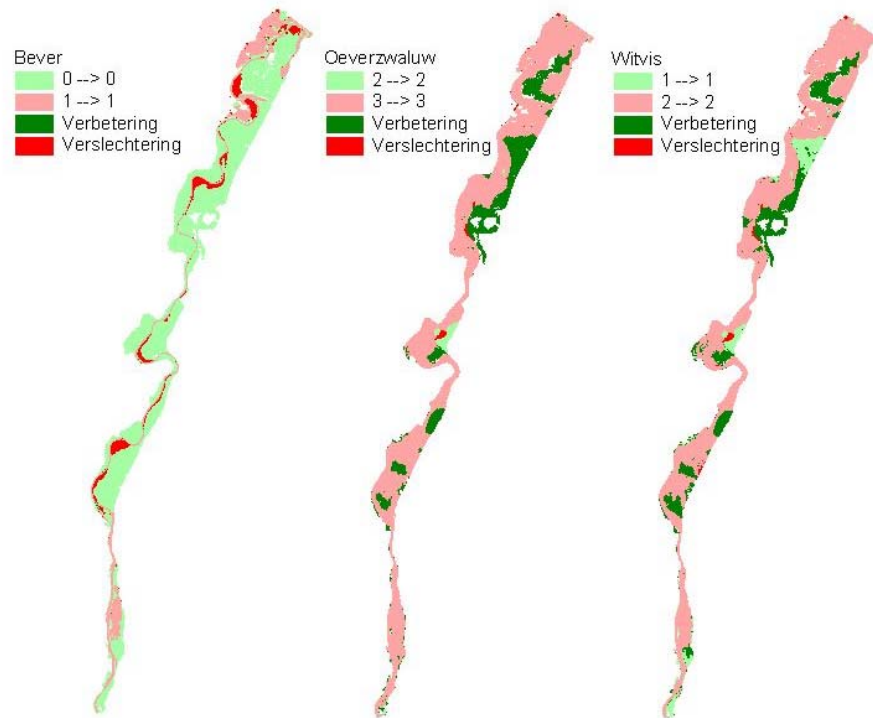 Bever
0 --> 0
1 --> 1
Verbetering
Verslechtering
Oeverzwaluw
2 --> 2
3 --> 3
Verbetering
Verslechtering
Witvis
1 --> 1
2 --> 2
Verbetering
Verslechtering